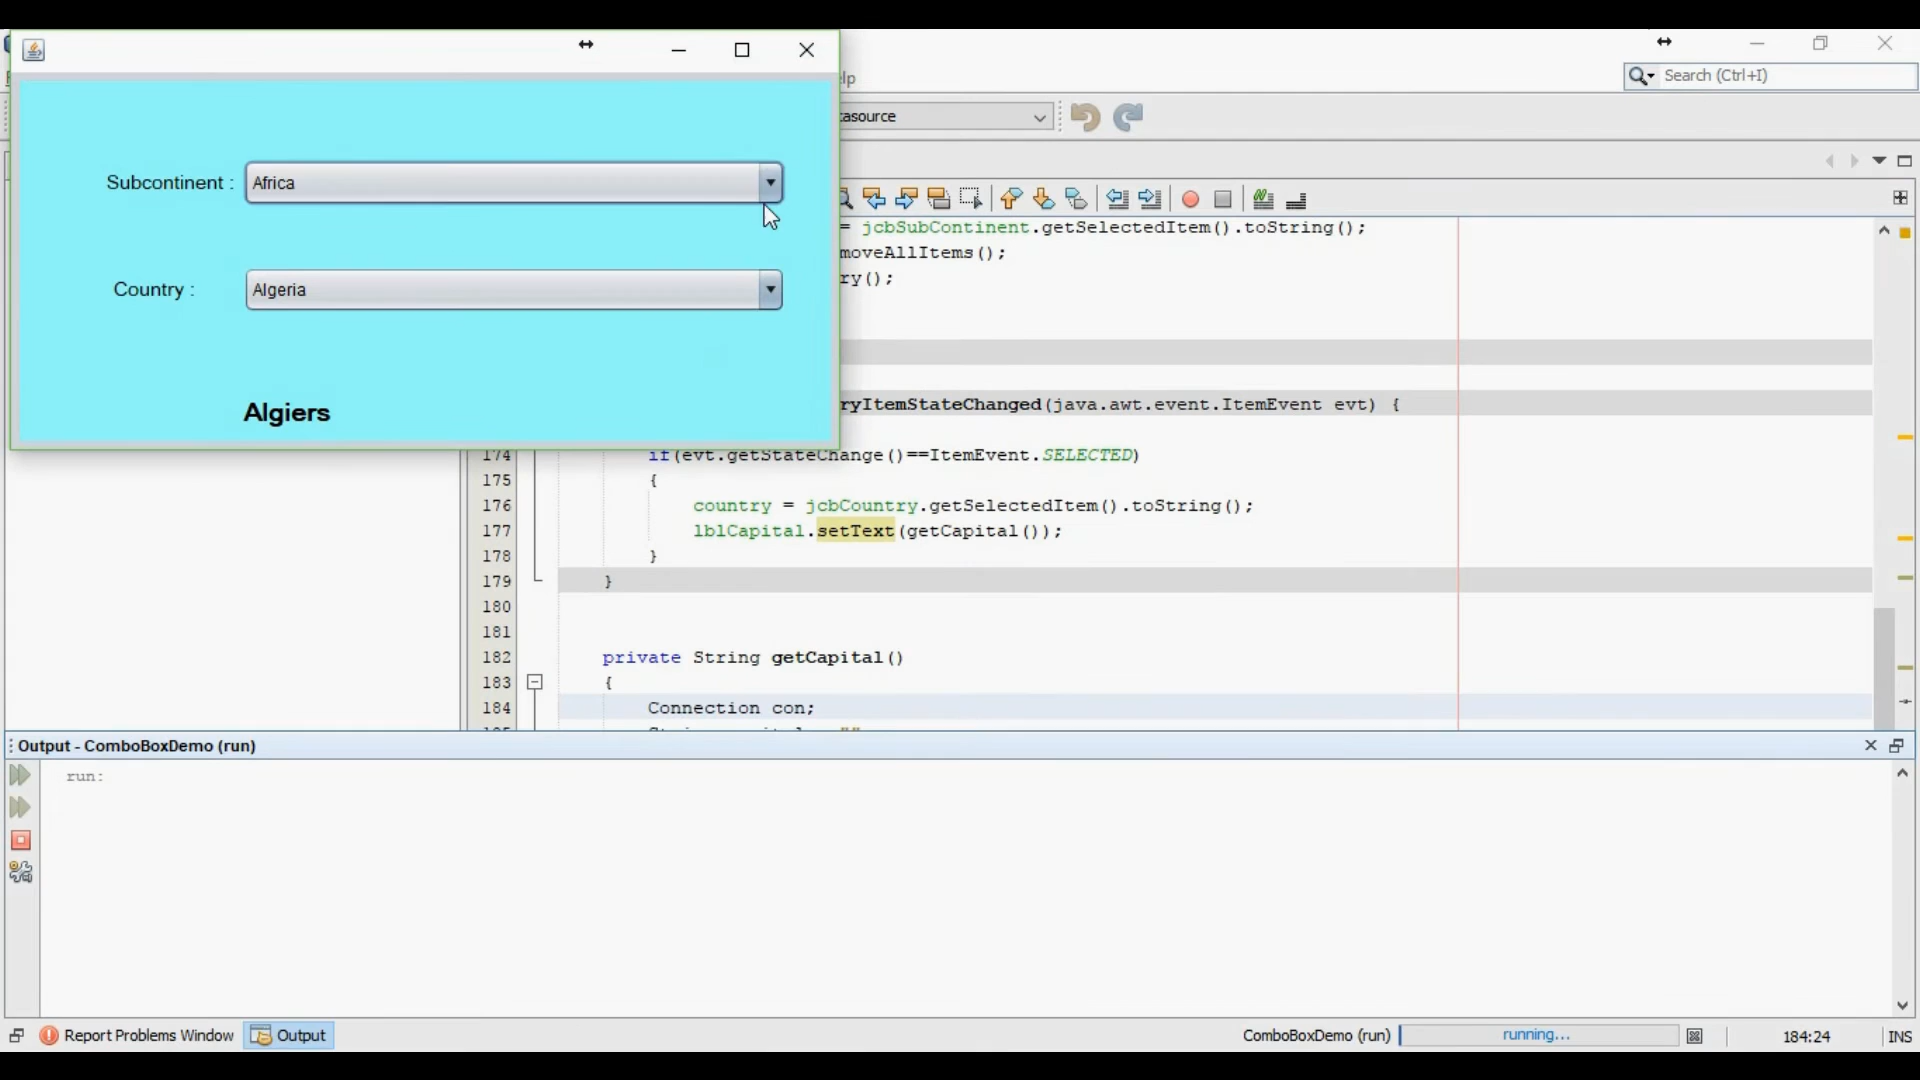 Search (Ctrl+I)
lp
tasource
Subcontinent :
Africa
Country :
Algeria
Algiers
= jcbSubContinent.getSelectedItem().toString();
moveAllItems();
ry();
ryItemStateChanged(java.awt.event.ItemEvent evt) {
174 if(evt.getStateChange()==ItemEvent.SELECTED)
175 {
176 country = jcbCountry.getSelectedItem().toString();
177 lblCapital.setText(getCapital());
178 }
179 }
180
181
182 private String getCapital()
183 {
184 Connection con;
Output - ComboBoxDemo (run)
run:
Report Problems Window
Output
ComboBoxDemo (run)
running...
184:24
INS